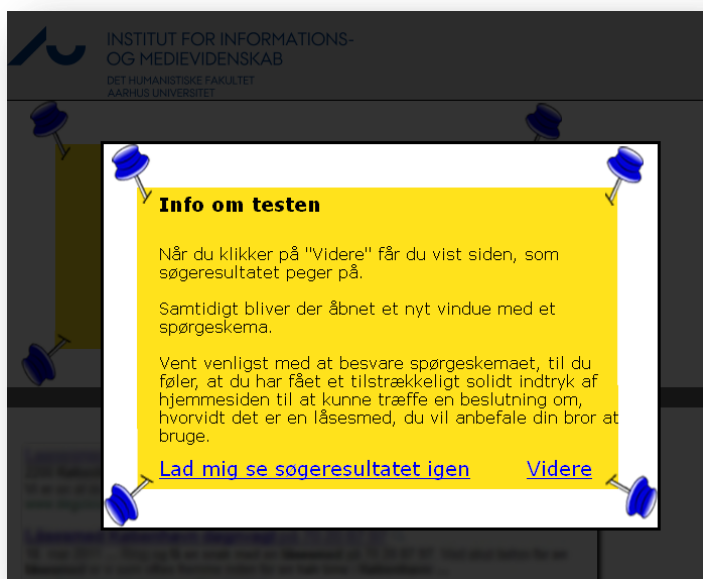 INSTITUT FOR INFORMATIONS-
OG MEDIEVIDENSKAB
DET HUMANISTISKE FAKULTET
AARHUS UNIVERSITET
Info om testen
Når du klikker på "Videre" får du vist siden, som
søgeresultatet peger på.
Samtidigt bliver der åbnet et nyt vindue med et
spørgeskema.
Vent venligst med at besvare spørgeskemaet, til du
føler, at du har fået et tilstrækkeligt solidt indtryk af
hjemmesiden til at kunne træffe en beslutning om,
hvorvidt det er en låsesmed, du vil anbefale din bror at
bruge.
Lad mig se søgeresultatet igen Videre